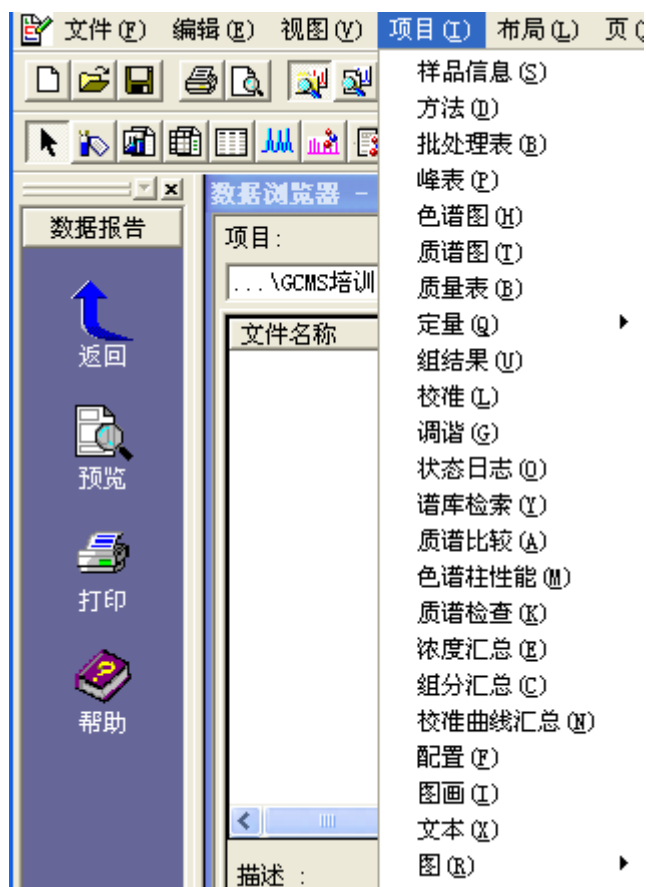 文件(F) 编辑(E) 视图(V) 项目(I) 布局(L) 页(
样品信息(S)
方法(D)
批处理表(B)
峰表(P)
色谱图(H)
质谱图(T)
质量表(B)
定量(Q)
组结果(U)
校准(L)
调谐(G)
状态日志(O)
谱库检索(Y)
质谱比较(A)
色谱柱性能(M)
质谱检查(K)
浓度汇总(E)
组分汇总(C)
校准曲线汇总(N)
配置(F)
图画(I)
文本(X)
图(R)
数据报告
返回
预览
打印
帮助
数据浏览器 -
项目:
...\GCMS培训
文件名称
描述 :